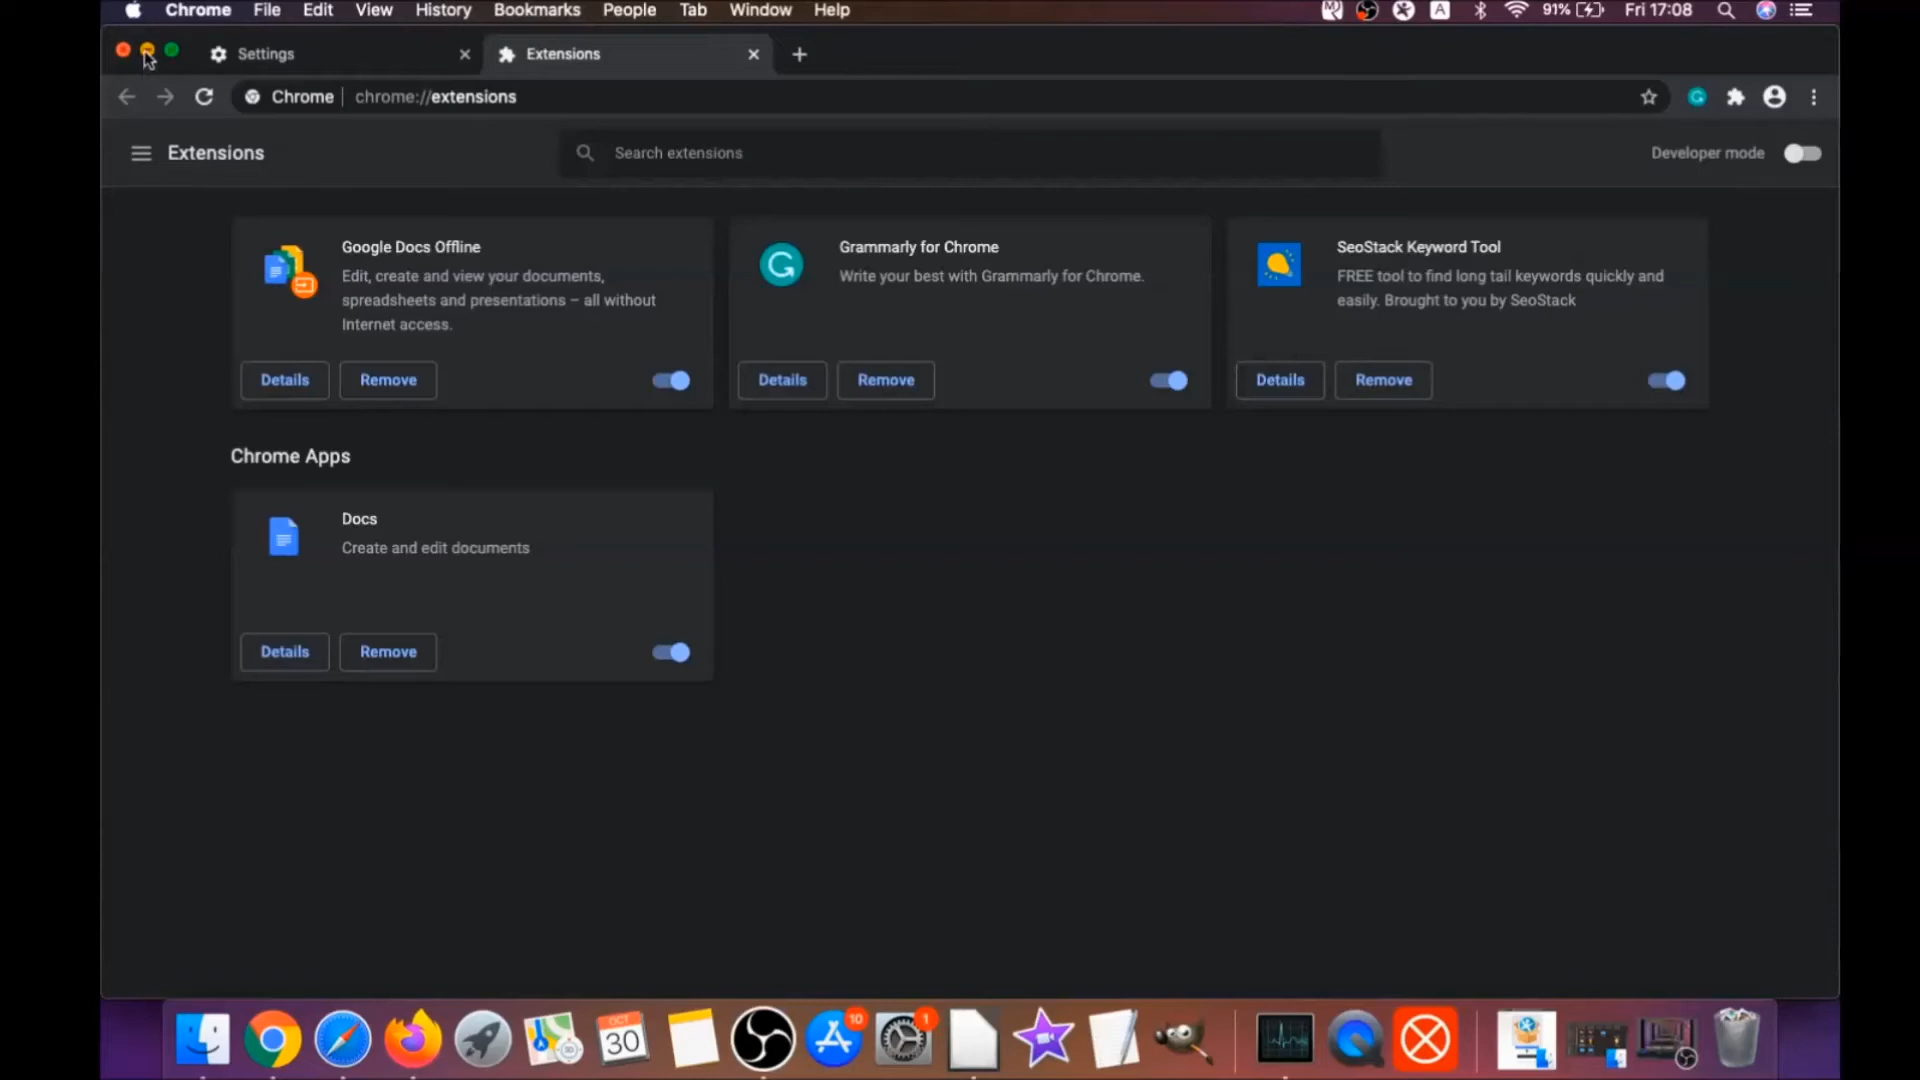 Chrome File Edit View History Bookmarks People Tab Window Help A 91% Fri 17:08
Settings Extensions
Chrome chrome://extensions
Extensions Search extensions Developer mode
Google Docs Offline
Edit, create and view your documents,
spreadsheets and presentations – all without
Internet access.
Details Remove
Grammarly for Chrome
Write your best with Grammarly for Chrome.
Details Remove
SeoStack Keyword Tool
FREE tool to find long tail keywords quickly and
easily. Brought to you by SeoStack
Details Remove
Chrome Apps
Docs
Create and edit documents
Details Remove
OCT
30
10
1